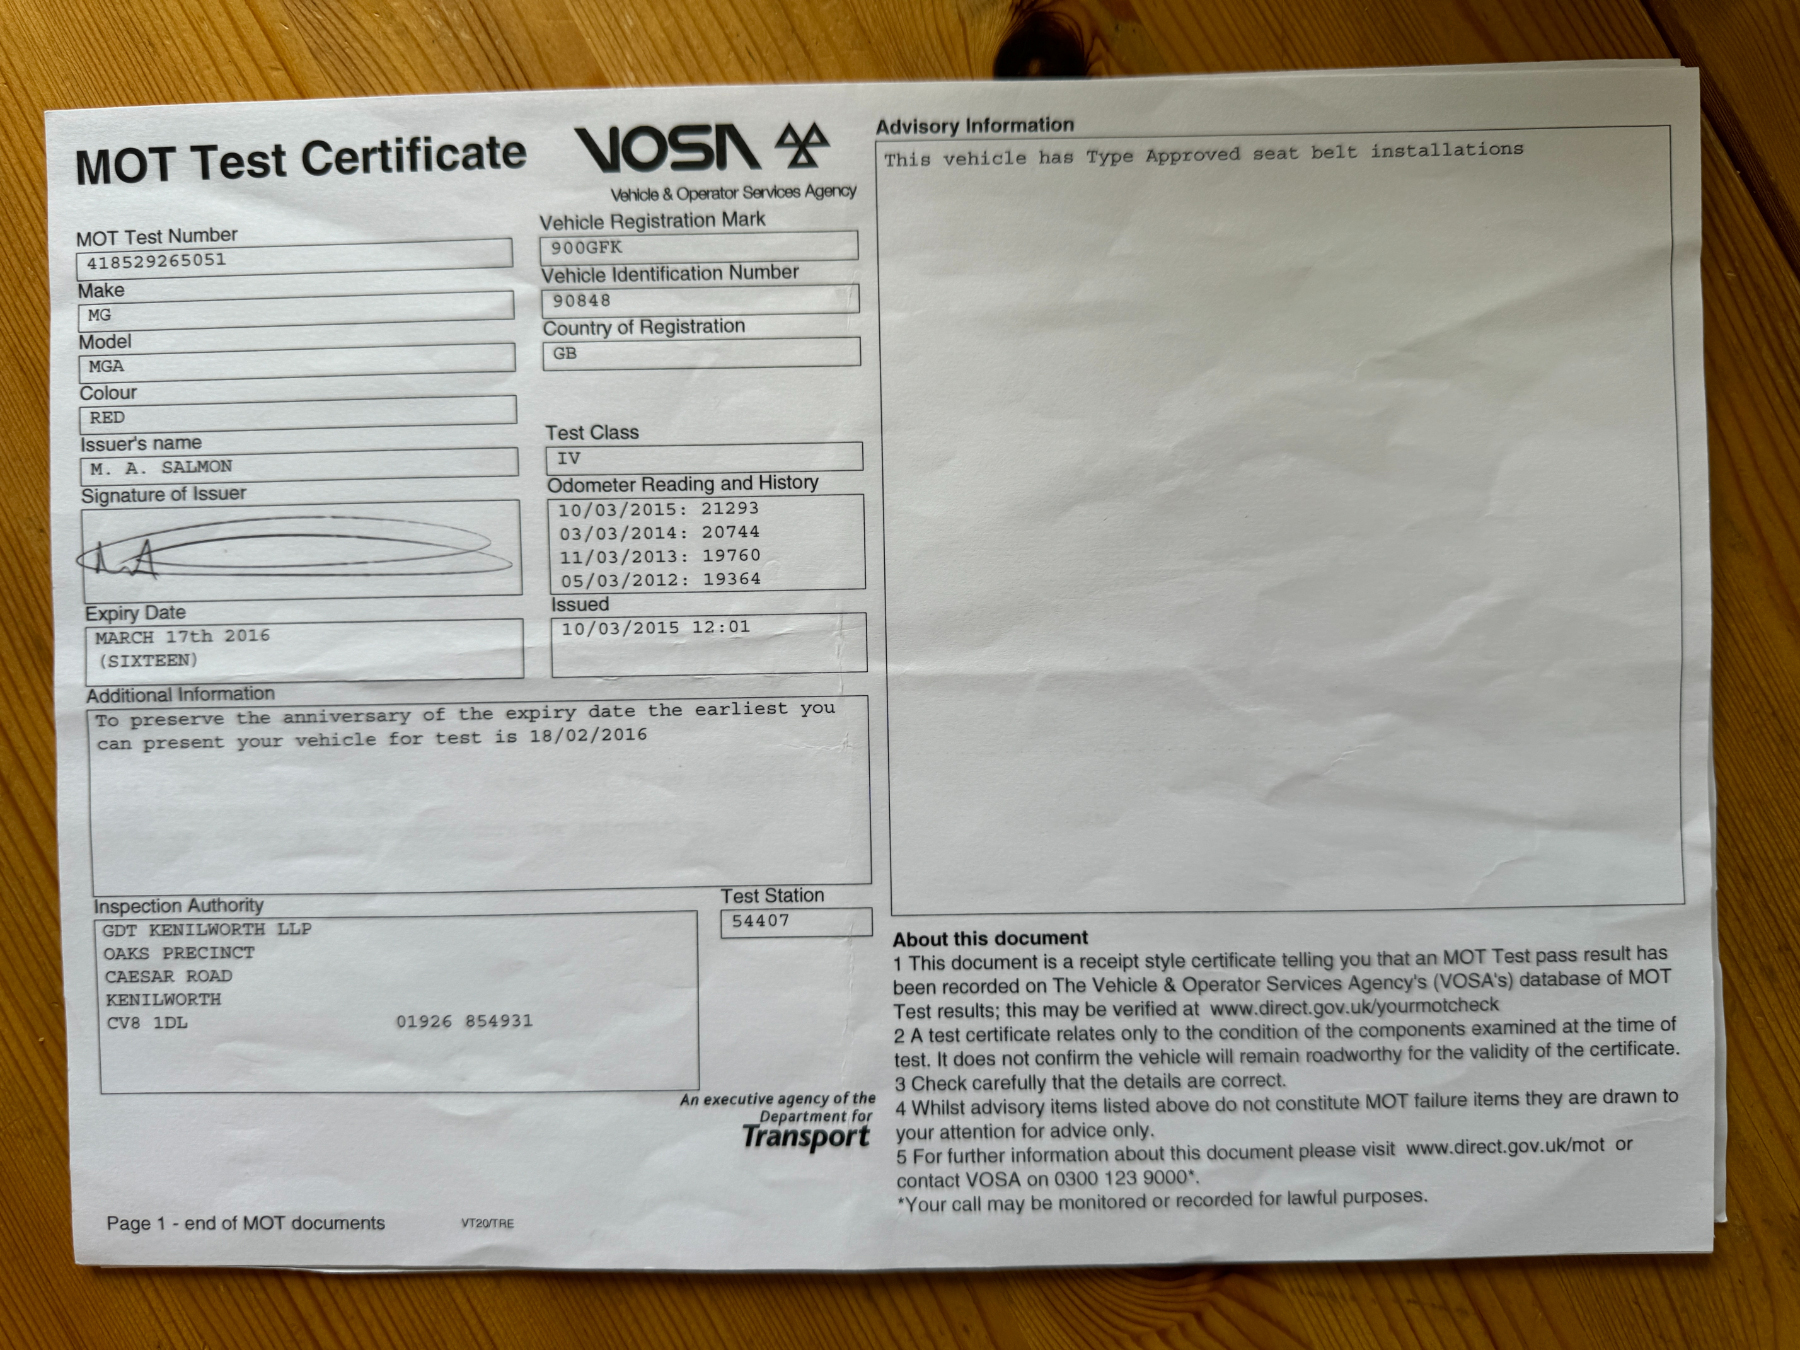 MOT Test Certificate
VOSA
Vehicle & Operator Services Agency
MOT Test Number
418529265051
Make
MG
Model
MGA
Colour
RED
Issuer's name
M. A. SALMON
Signature of Issuer
Expiry Date
MARCH 17th 2016
(SIXTEEN)
Vehicle Registration Mark
900GFK
Vehicle Identification Number
90848
Country of Registration
GB
Test Class
IV
Odometer Reading and History
10/03/2015: 21293
03/03/2014: 20744
11/03/2013: 19760
05/03/2012: 19364
Issued
10/03/2015 12:01
Additional Information
To preserve the anniversary of the expiry date the earliest you
can present your vehicle for test is 18/02/2016
Inspection Authority
GDT KENILWORTH LLP
OAKS PRECINCT
CAESAR ROAD
KENILWORTH
CV8 1DL 01926 854931
Test Station
54407
An executive agency of the
Department for
Transport
Page 1 - end of MOT documents VT20/TRE
Advisory Information
This vehicle has Type Approved seat belt installations
About this document
1 This document is a receipt style certificate telling you that an MOT Test pass result has
been recorded on The Vehicle & Operator Services Agency's (VOSA's) database of MOT
Test results; this may be verified at www.direct.gov.uk/yourmotcheck
2 A test certificate relates only to the condition of the components examined at the time of
test. It does not confirm the vehicle will remain roadworthy for the validity of the certificate.
3 Check carefully that the details are correct.
4 Whilst advisory items listed above do not constitute MOT failure items they are drawn to
your attention for advice only.
5 For further information about this document please visit www.direct.gov.uk/mot or
contact VOSA on 0300 123 9000*.
*Your call may be monitored or recorded for lawful purposes.